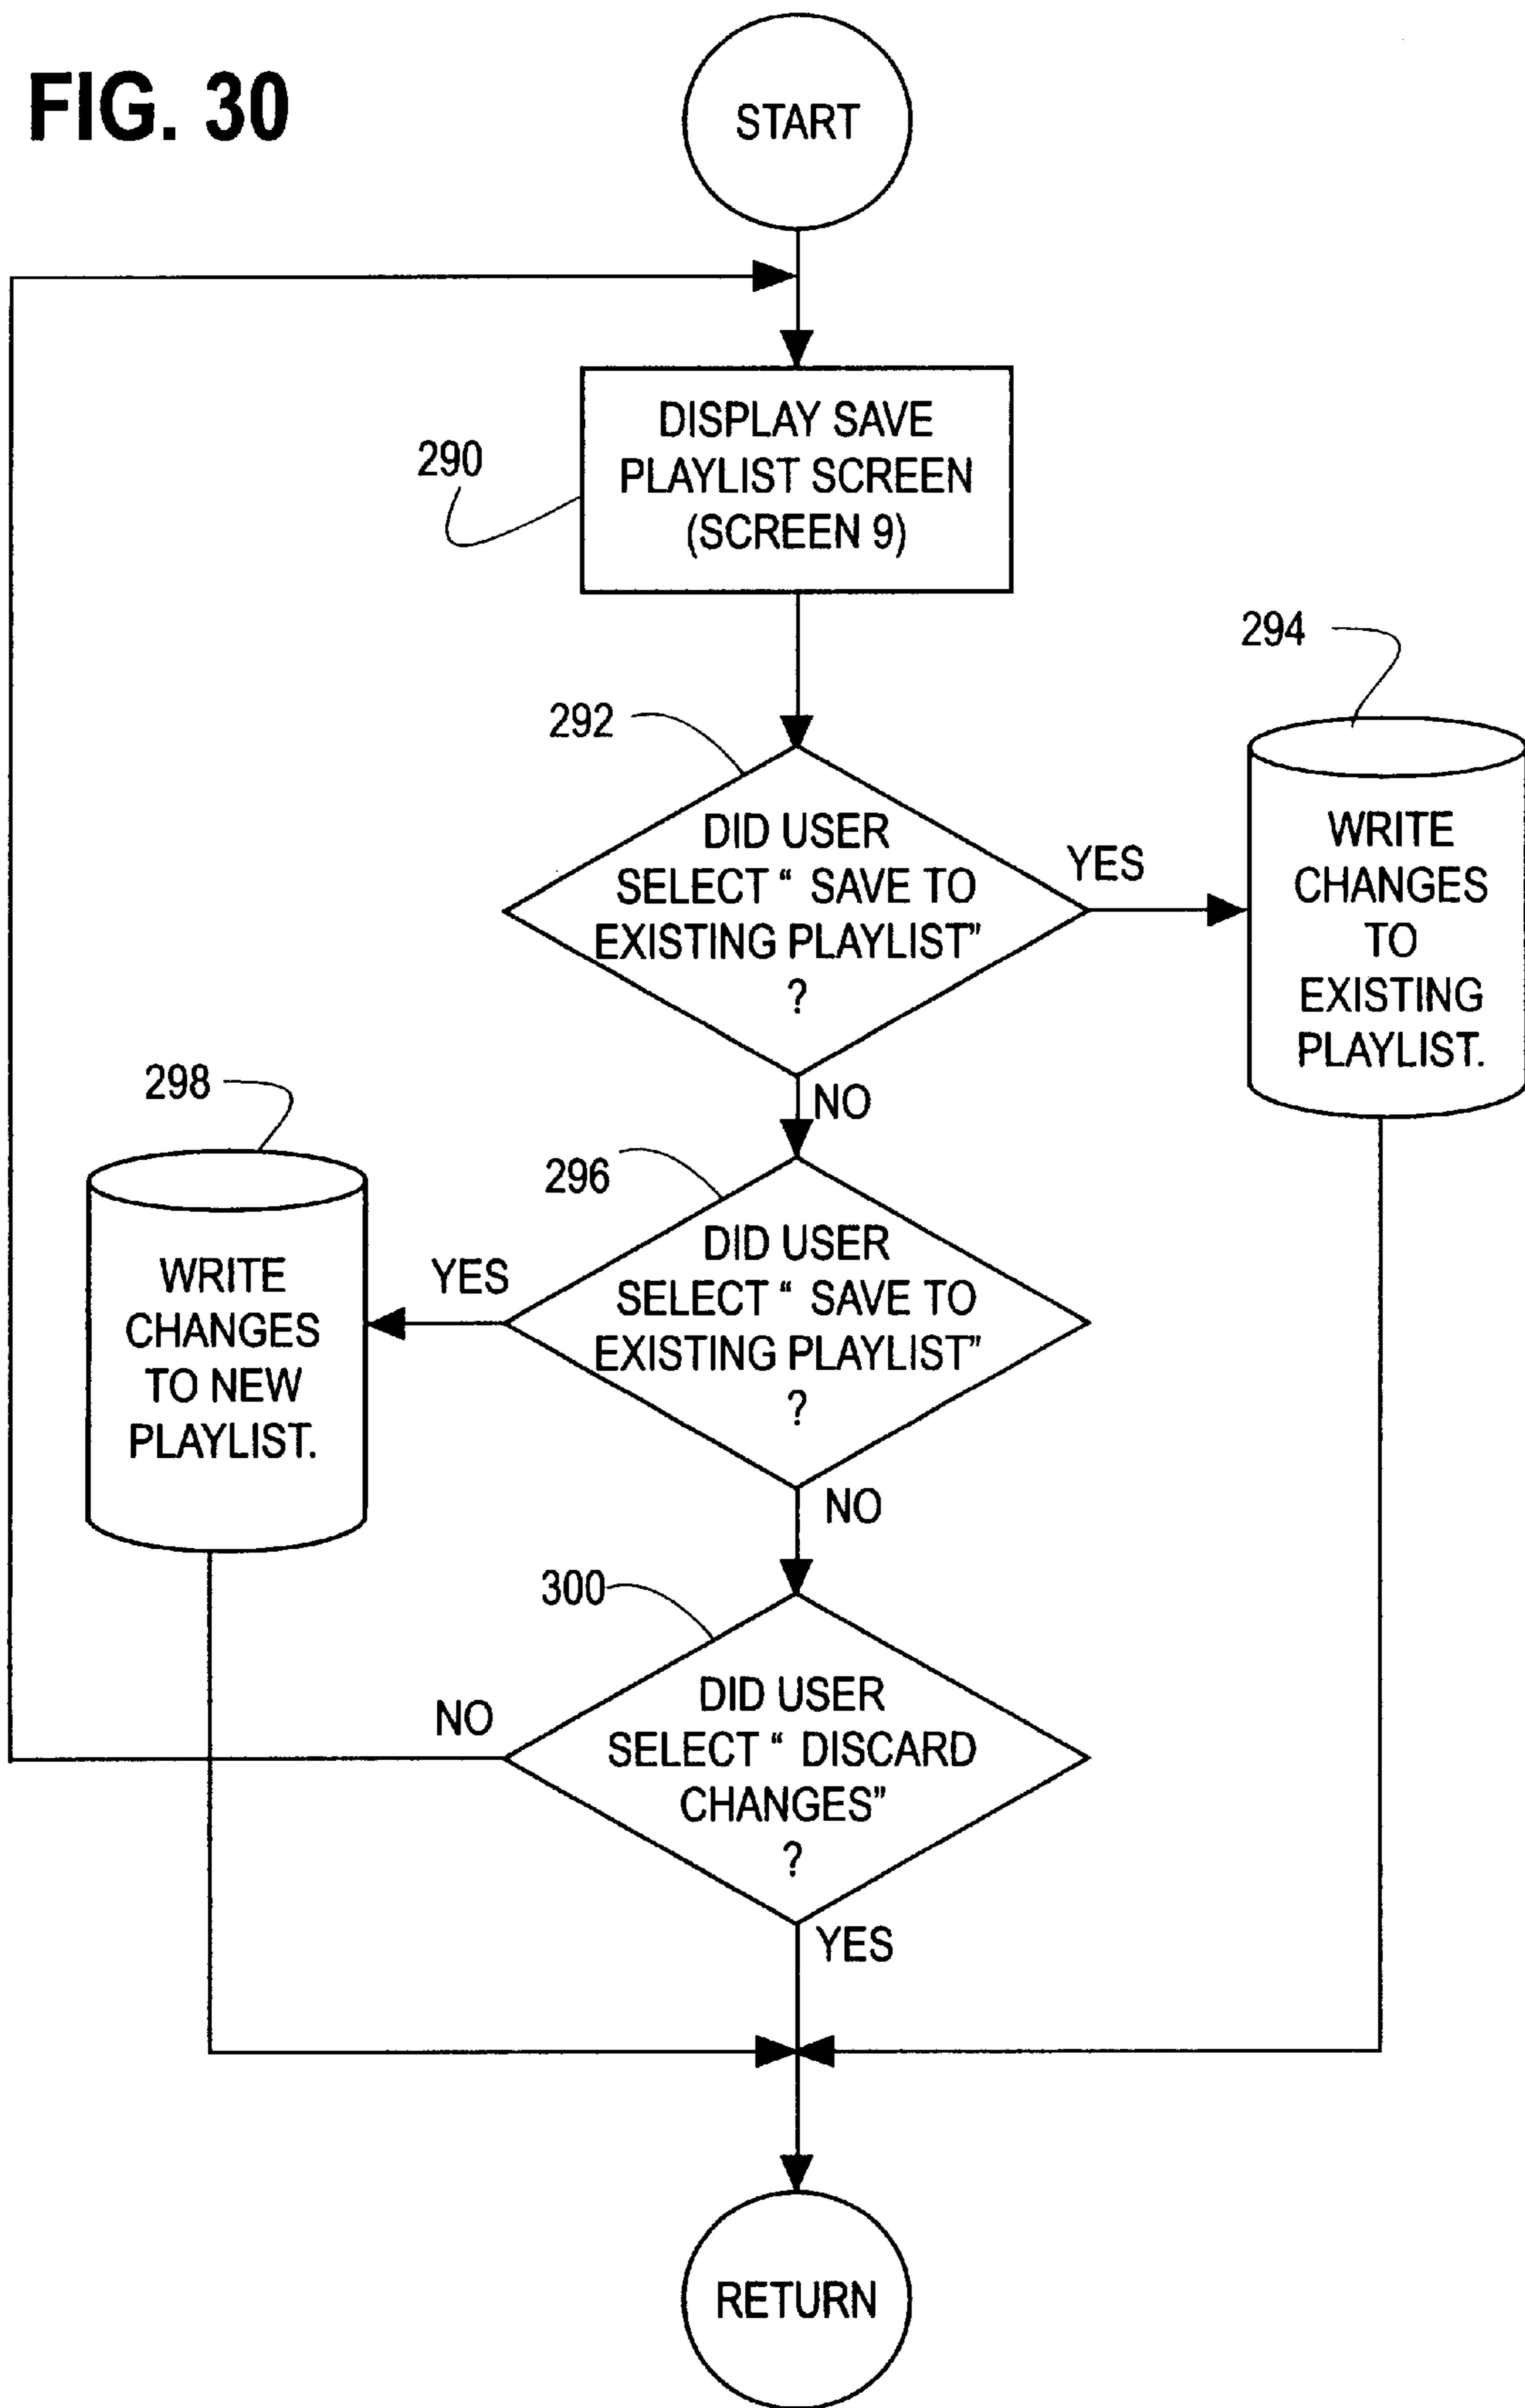 FIG. 30
START
290
DISPLAY SAVE
PLAYLIST SCREEN
(SCREEN 9)
292
DID USER
SELECT “ SAVE TO
EXISTING PLAYLIST”
?
YES
294
WRITE
CHANGES
TO
EXISTING
PLAYLIST.
NO
296
DID USER
SELECT “ SAVE TO
EXISTING PLAYLIST”
?
YES
298
WRITE
CHANGES
TO NEW
PLAYLIST.
NO
300
DID USER
SELECT “ DISCARD
CHANGES”
?
NO
YES
RETURN